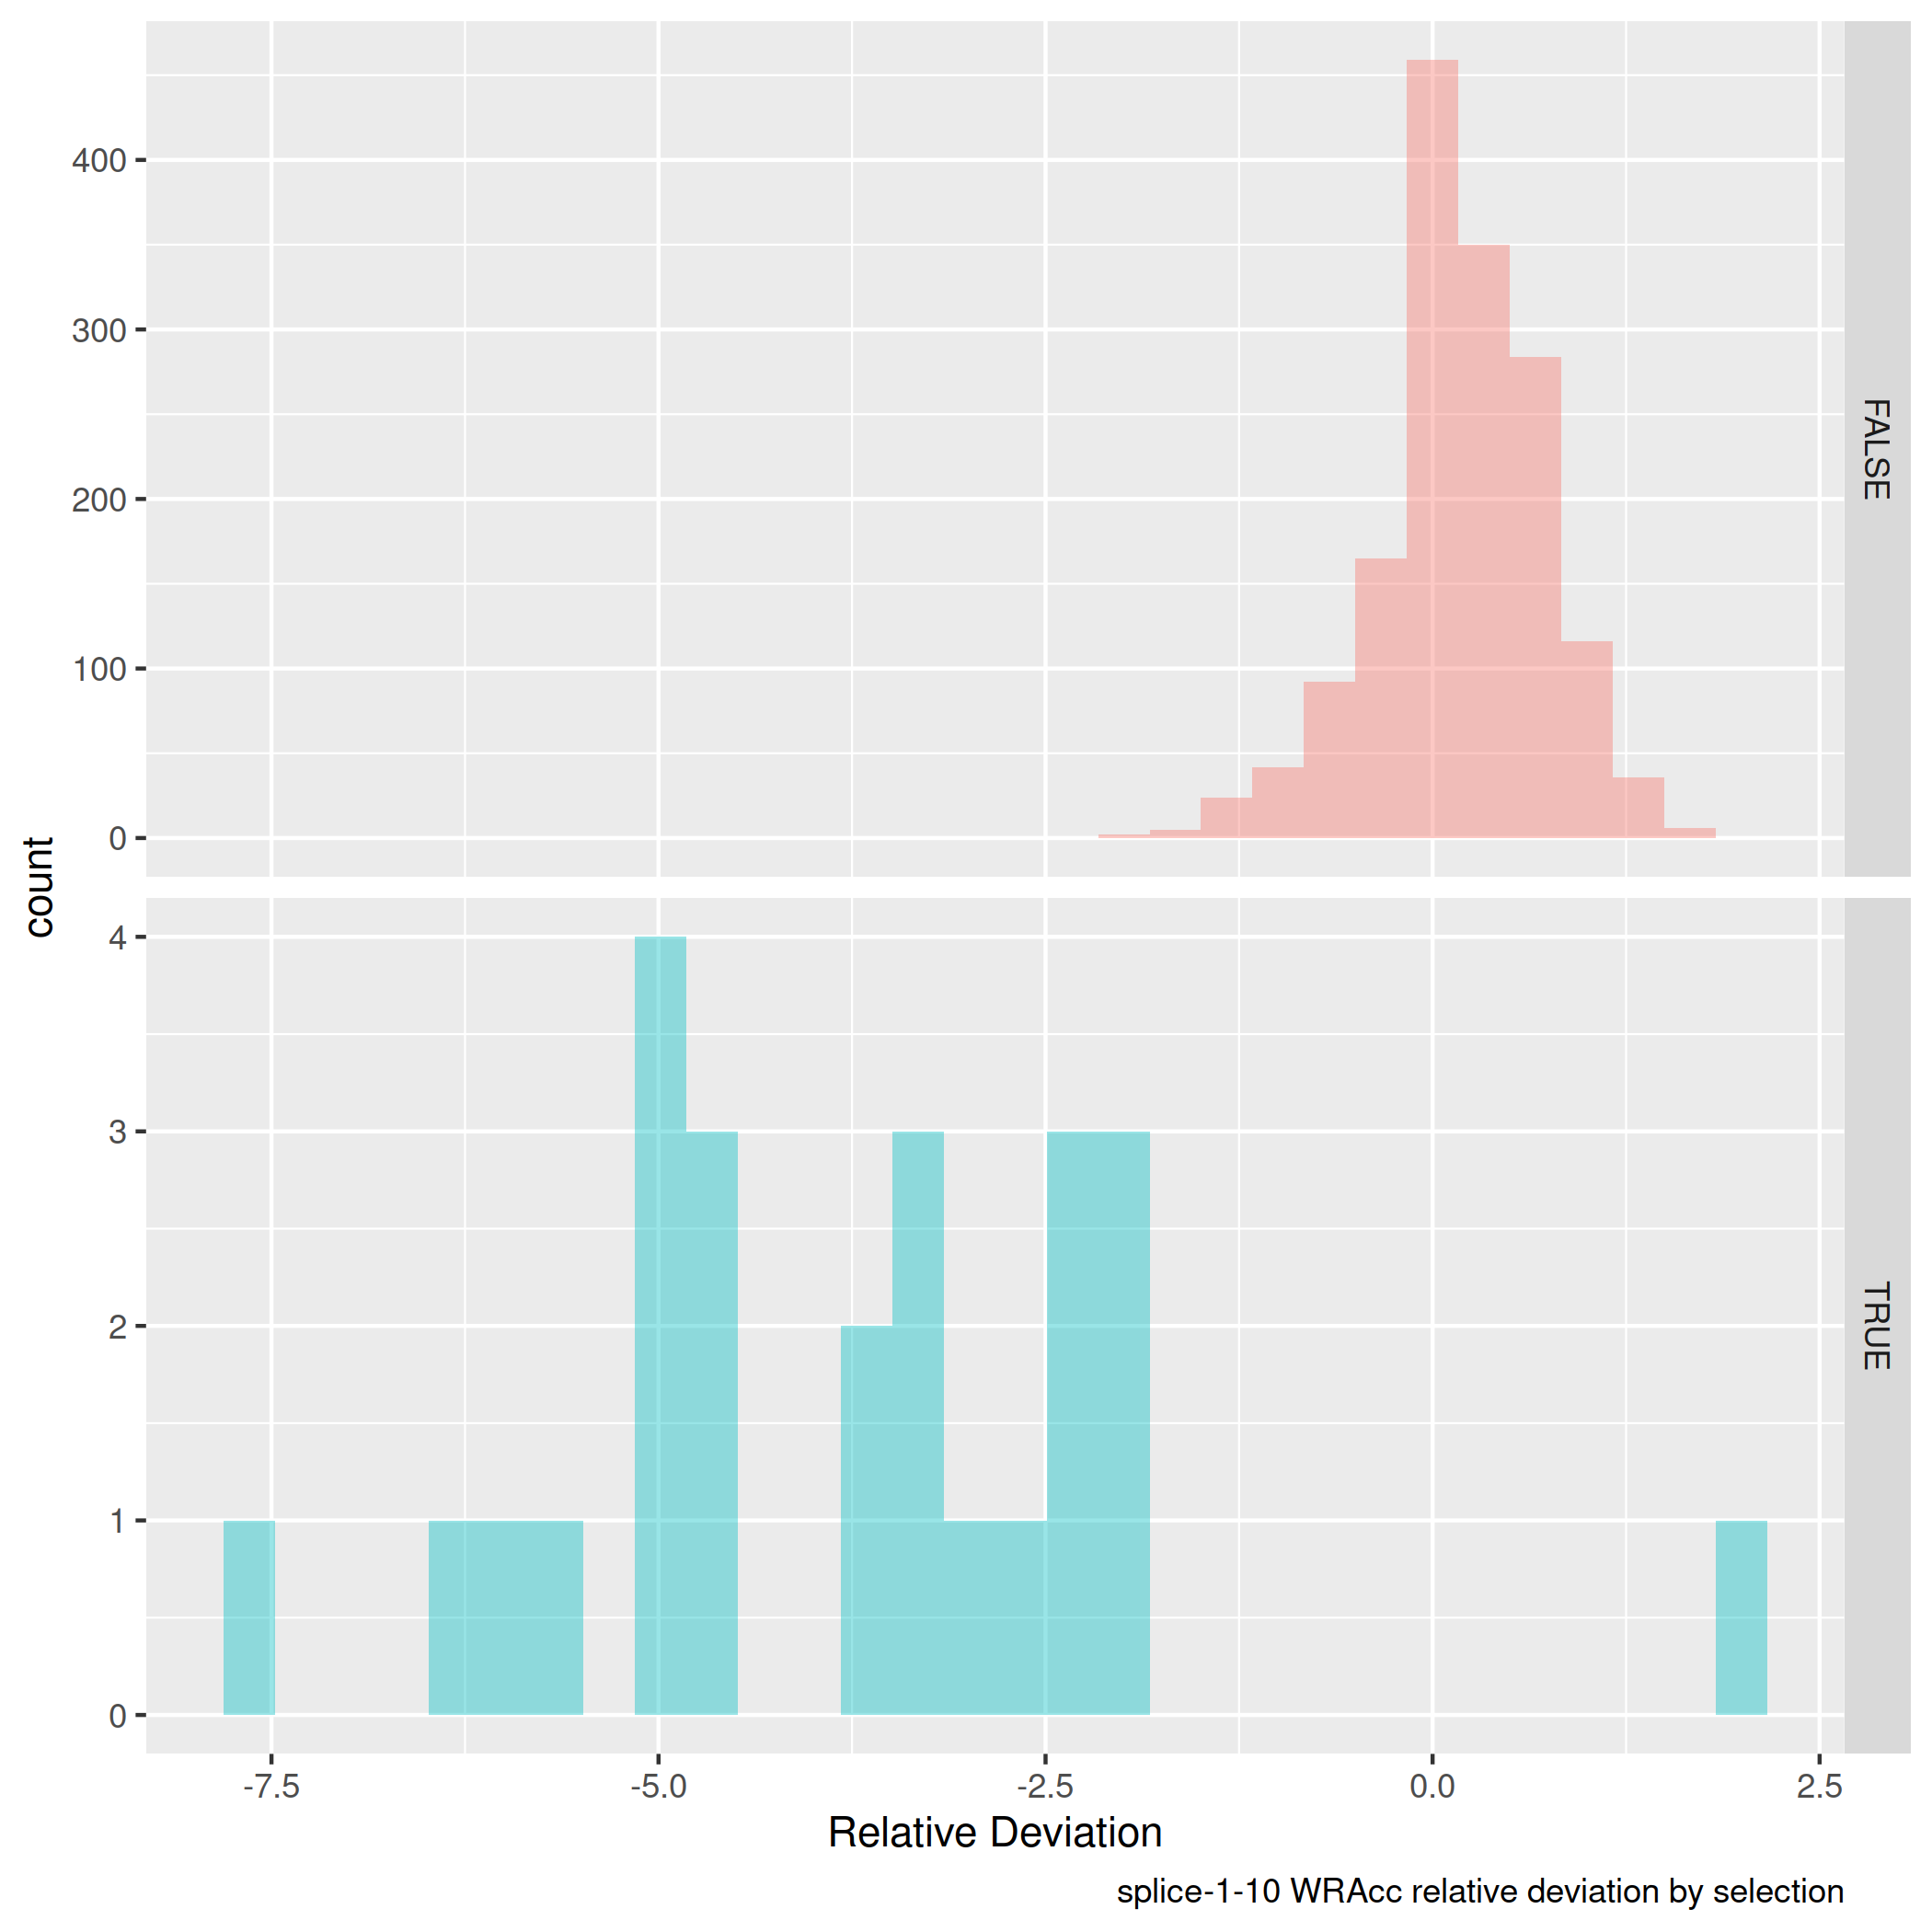 400
300
200
100
0
FALSE
count
4
3
2
1
0
TRUE
-7.5 -5.0 -2.5 0.0 2.5
Relative Deviation
splice-1-10 WRAcc relative deviation by selection